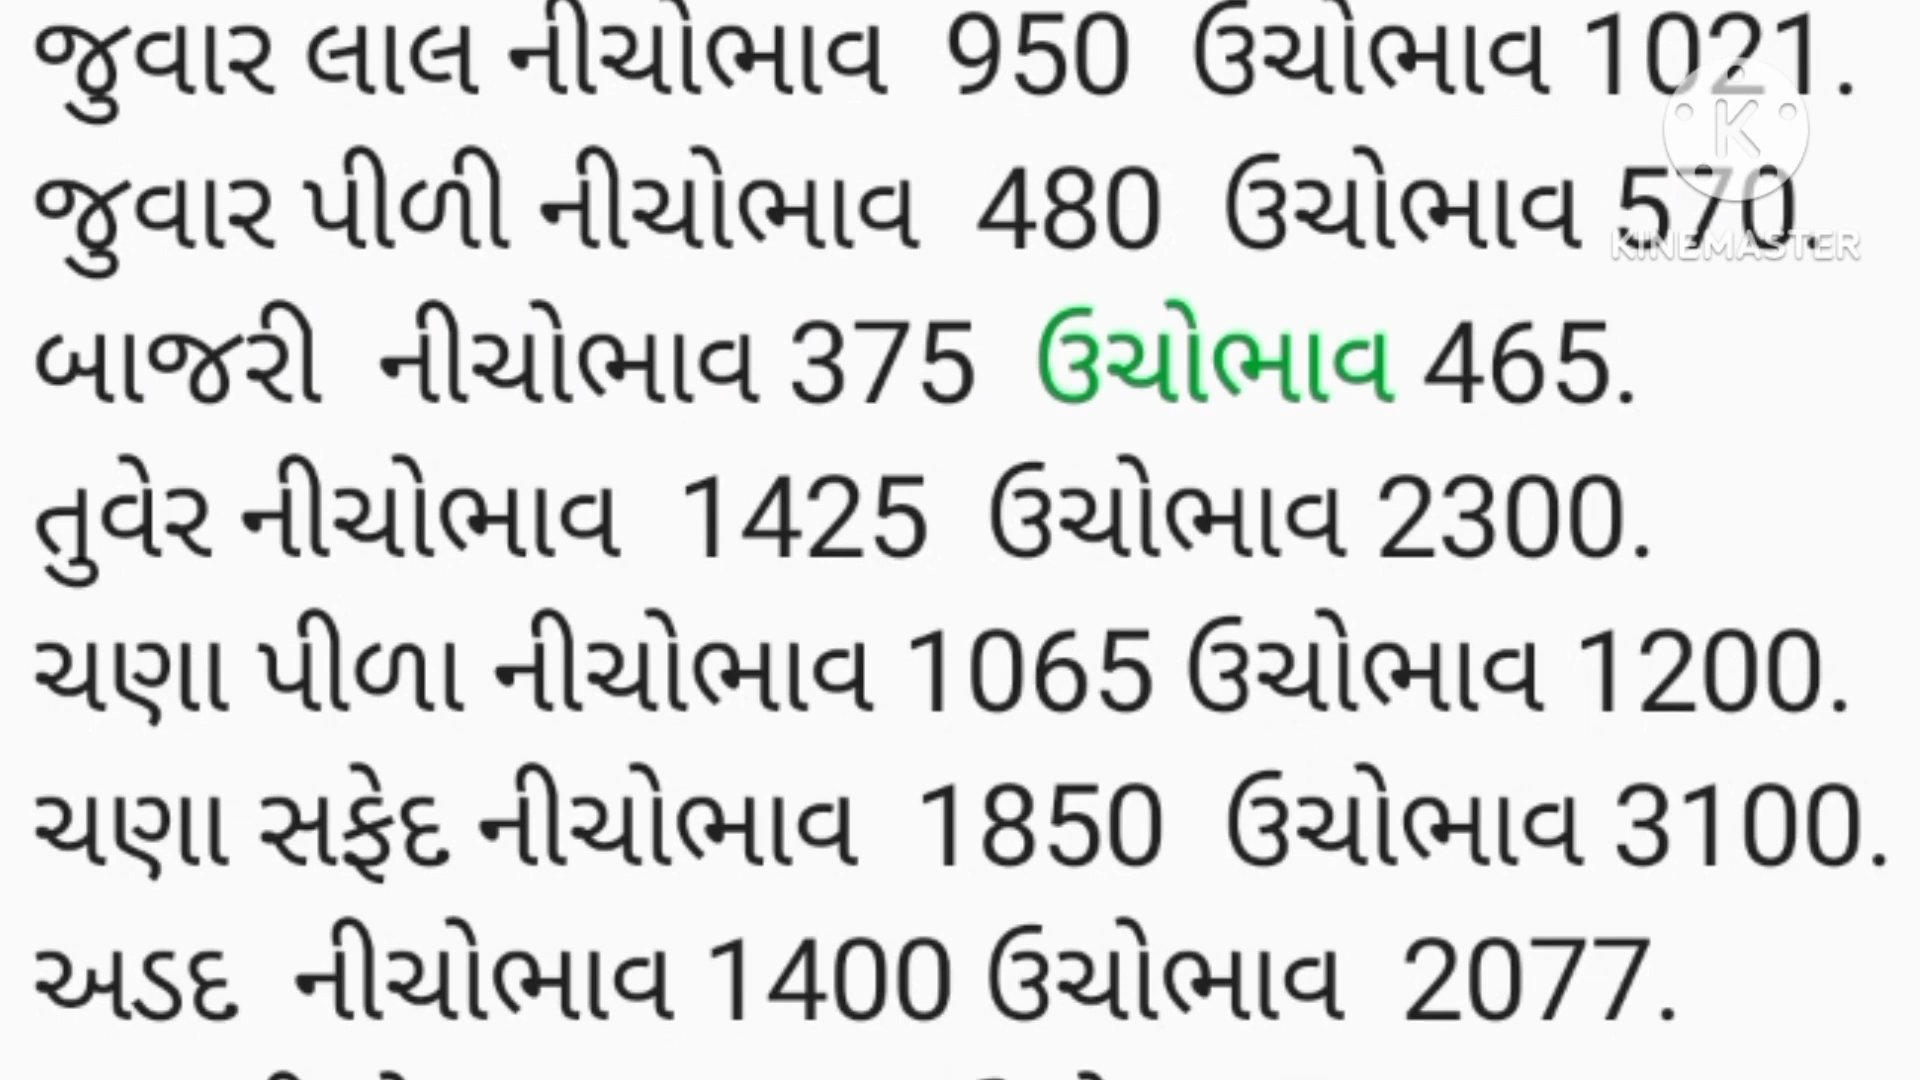 જુવાર લાલ નીચોભાવ 950 ઉચોભાવ 1021.
જુવાર પીળી નીચોભાવ 480 ઉચોભાવ 570.
બાજરી નીચોભાવ 375 ઉચોભાવ 465.
તુવેર નીચોભાવ 1425 ઉચોભાવ 2300.
ચણા પીળા નીચોભાવ 1065 ઉચોભાવ 1200.
ચણા સફેદ નીચોભાવ 1850 ઉચોભાવ 3100.
અડદ નીચોભાવ 1400 ઉચોભાવ 2077.
K
KINEMASTER